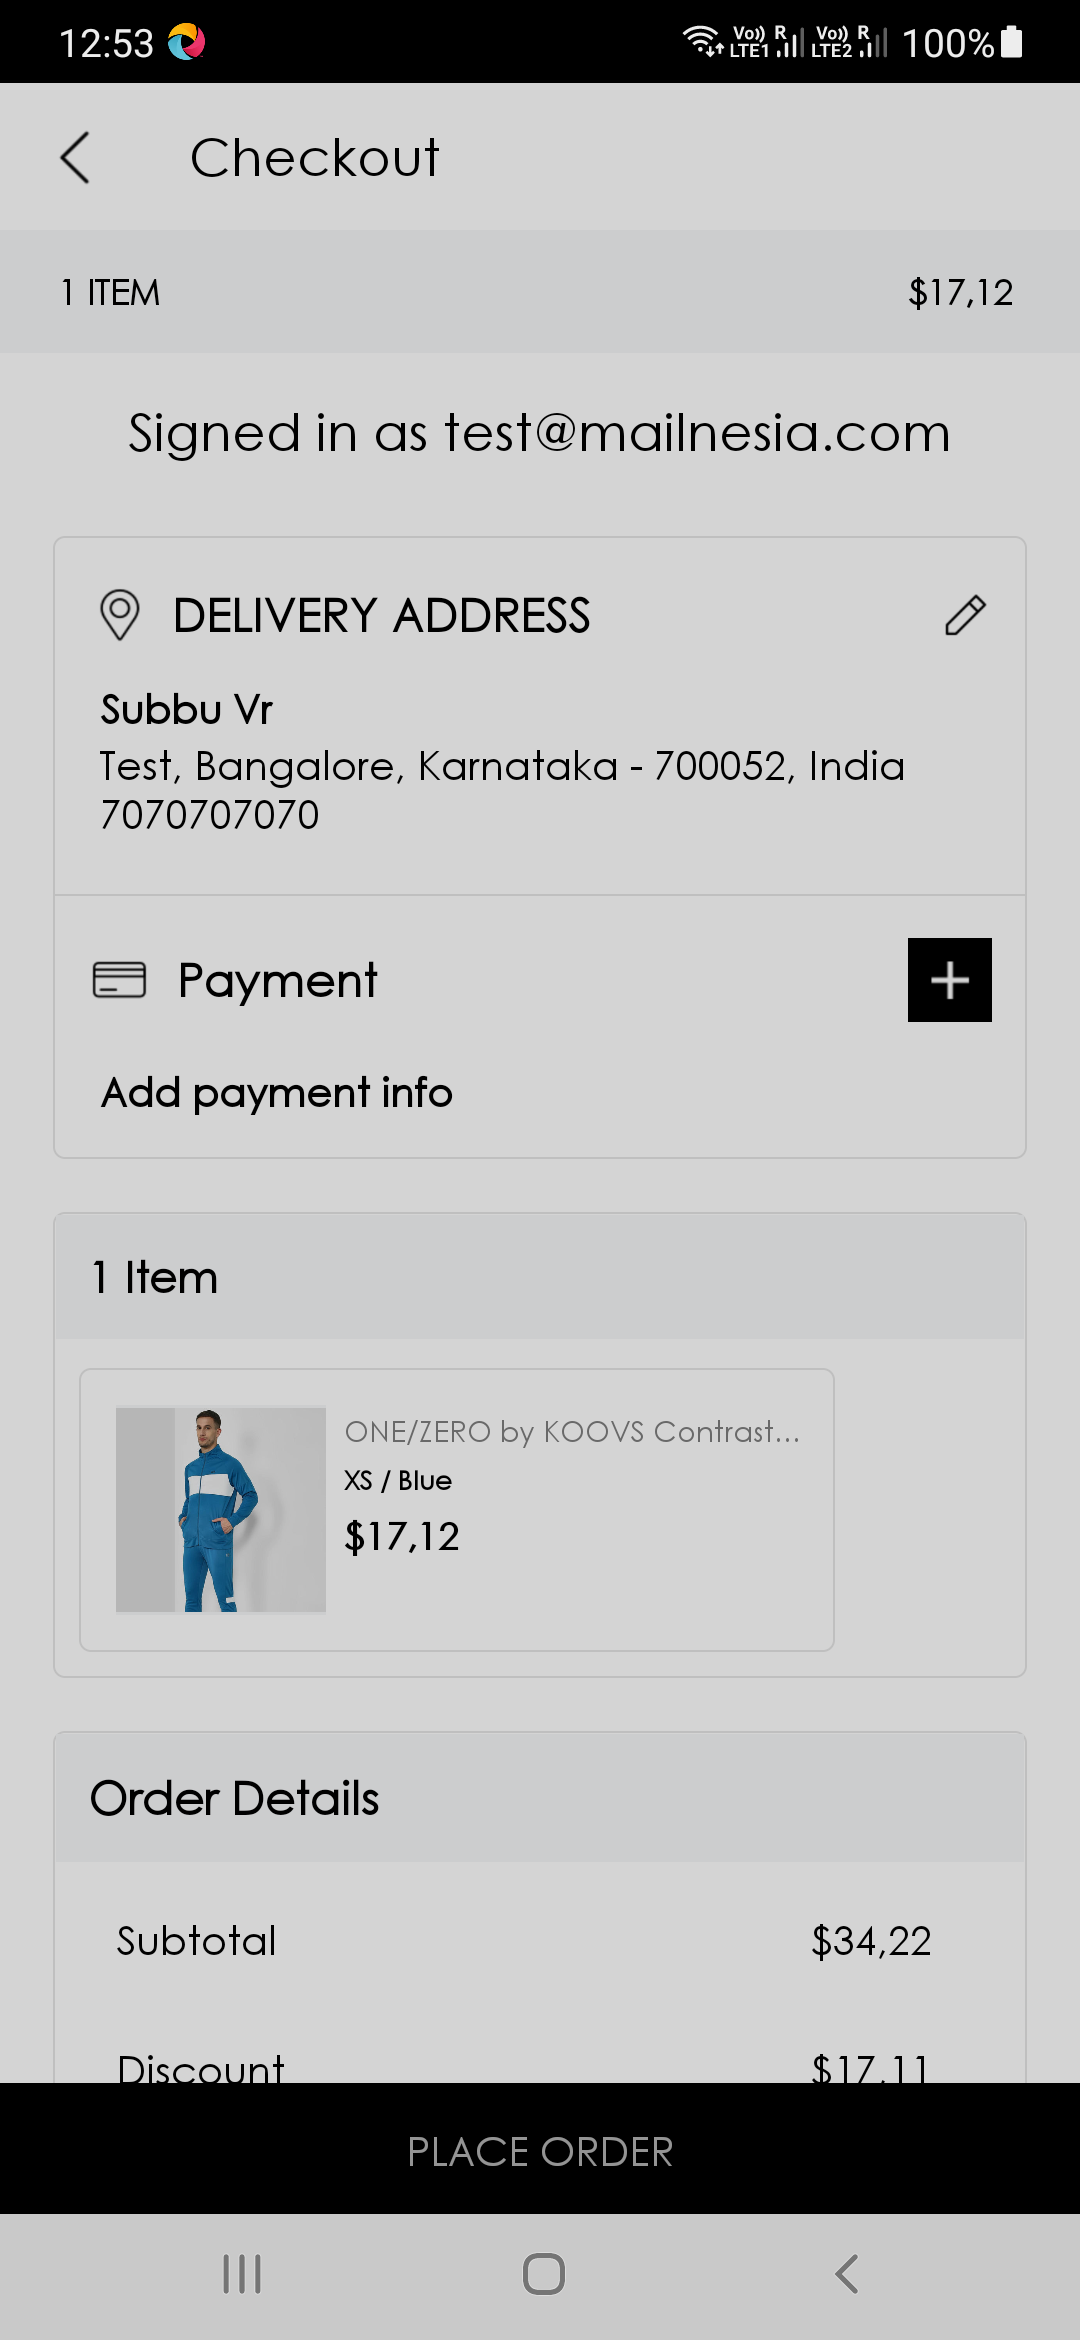 12:53
Vo)) R Vo)) R
LTE1 LTE2 100%
Checkout
1 ITEM $17,12
Signed in as test@mailnesia.com
DELIVERY ADDRESS
Subbu Vr
Test, Bangalore, Karnataka - 700052, India
7070707070
Payment +
Add payment info
1 Item
ONE/ZERO by KOOVS Contrast...
XS / Blue
$17,12
Order Details
Subtotal $34,22
Discount $17,11
PLACE ORDER